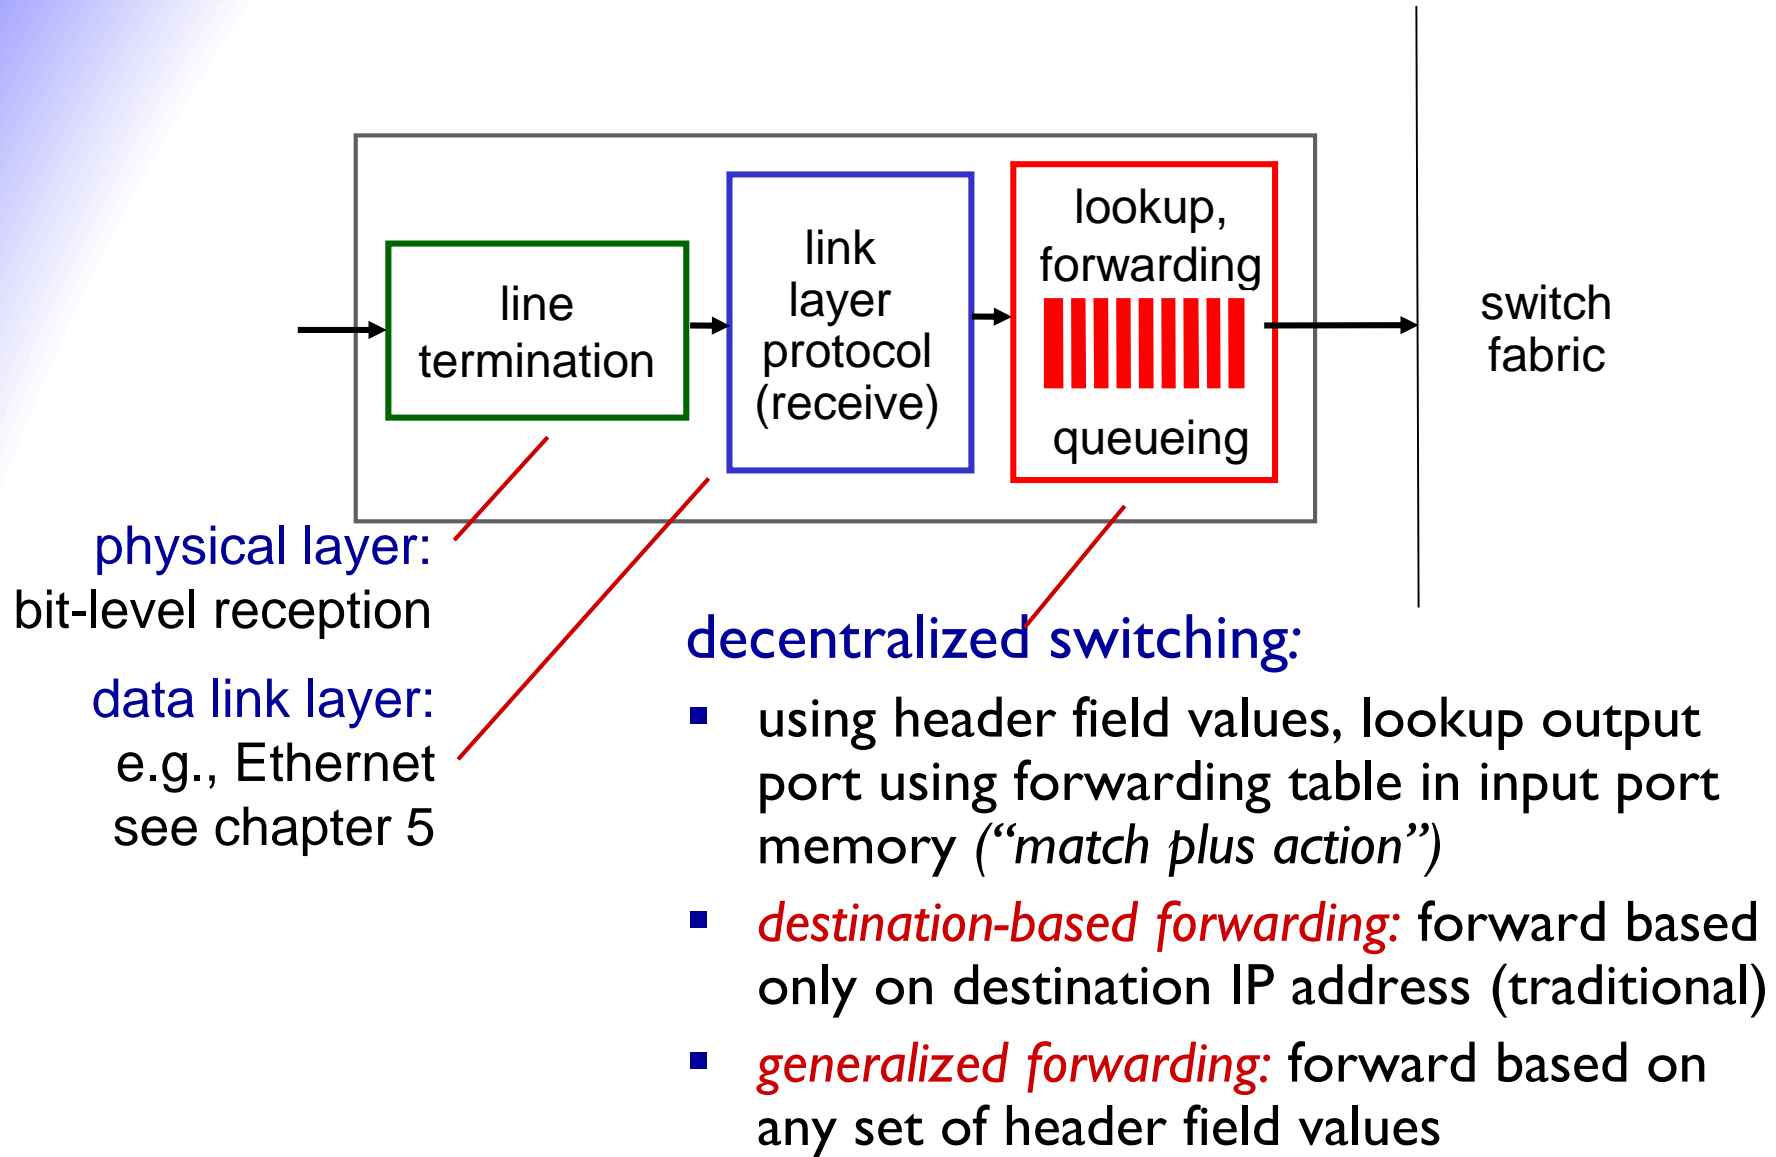 line
termination
link
layer
protocol
(receive)
lookup,
forwarding
queueing
switch
fabric
physical layer:
bit-level reception
data link layer:
e.g., Ethernet
see chapter 5
decentralized switching:
▪ using header field values, lookup output
port using forwarding table in input port
memory (“match plus action”)
▪ destination-based forwarding: forward based
only on destination IP address (traditional)
▪ generalized forwarding: forward based on
any set of header field values